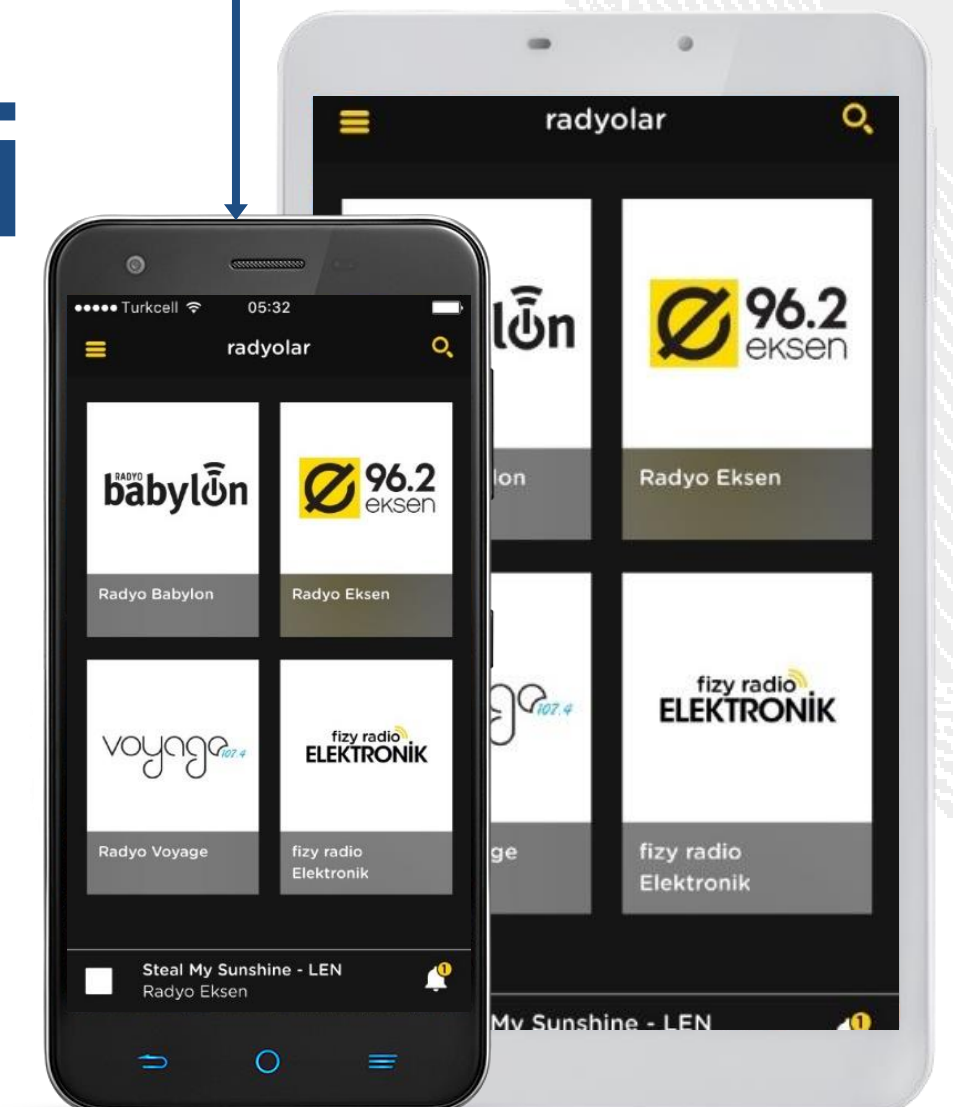 i
radyolar
lon
96.2
eksen
lon
Radyo Eksen
107.4
fizy radio
ELEKTRONİK
ge
fizy radio
Elektronik
My Sunshine - LEN
1
Turkcell
05:32
radyolar
RADYO
babylon
96.2
eksen
Radyo Babylon
Radyo Eksen
voyage 107.4
fizy radio
ELEKTRONİK
Radyo Voyage
fizy radio
Elektronik
Steal My Sunshine - LEN
1
Radyo Eksen